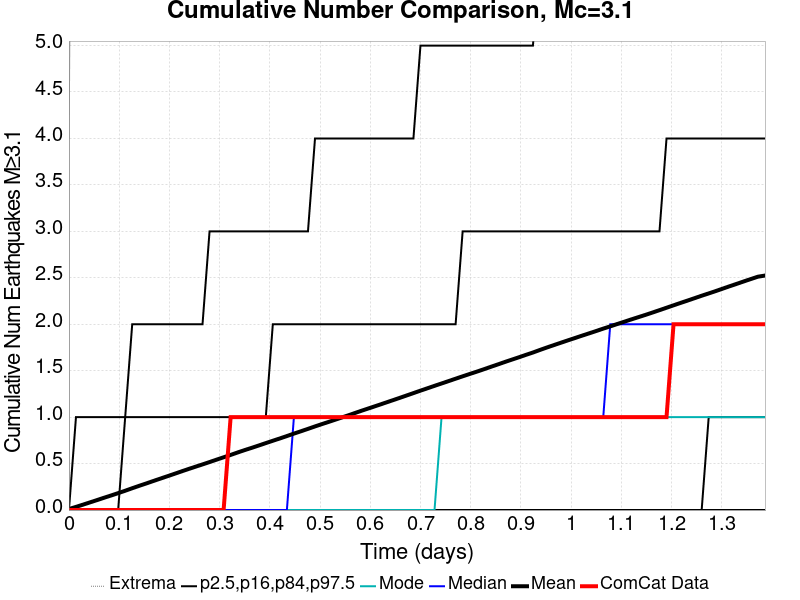 Cumulative Number Comparison, Mc=3.1
Cumulative Num Earthquakes M≥3.1
5.0
4.5
4.0
3.5
3.0
2.5
2.0
1.5
1.0
0.5
0.0
0 0.1 0.2 0.3 0.4 0.5 0.6 0.7 0.8 0.9 1 1.1 1.2 1.3
Time (days)
Extrema p2.5,p16,p84,p97.5 Mode Median Mean ComCat Data